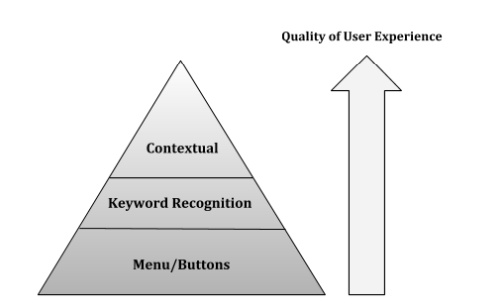 Quality of User Experience
Contextual
Keyword Recognition
Menu/Buttons